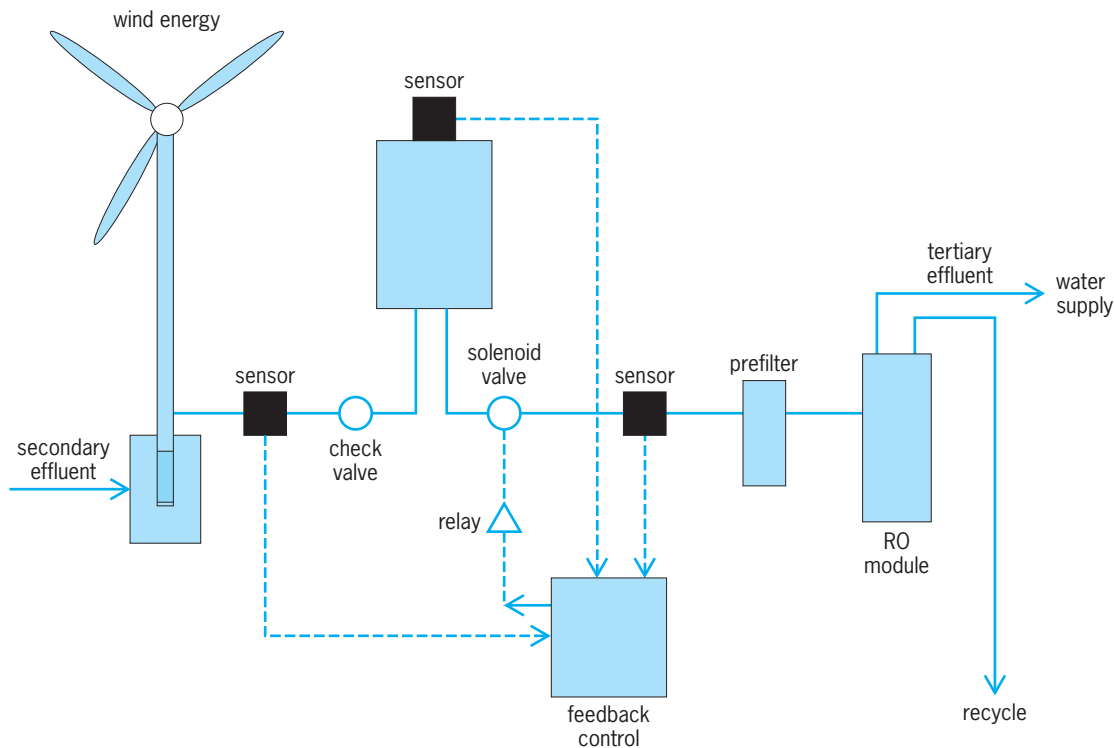 wind energy
sensor
sensor
check
valve
solenoid
valve
sensor
prefilter
tertiary
effluent
water
supply
secondary
effluent
relay
RO
module
feedback
control
recycle